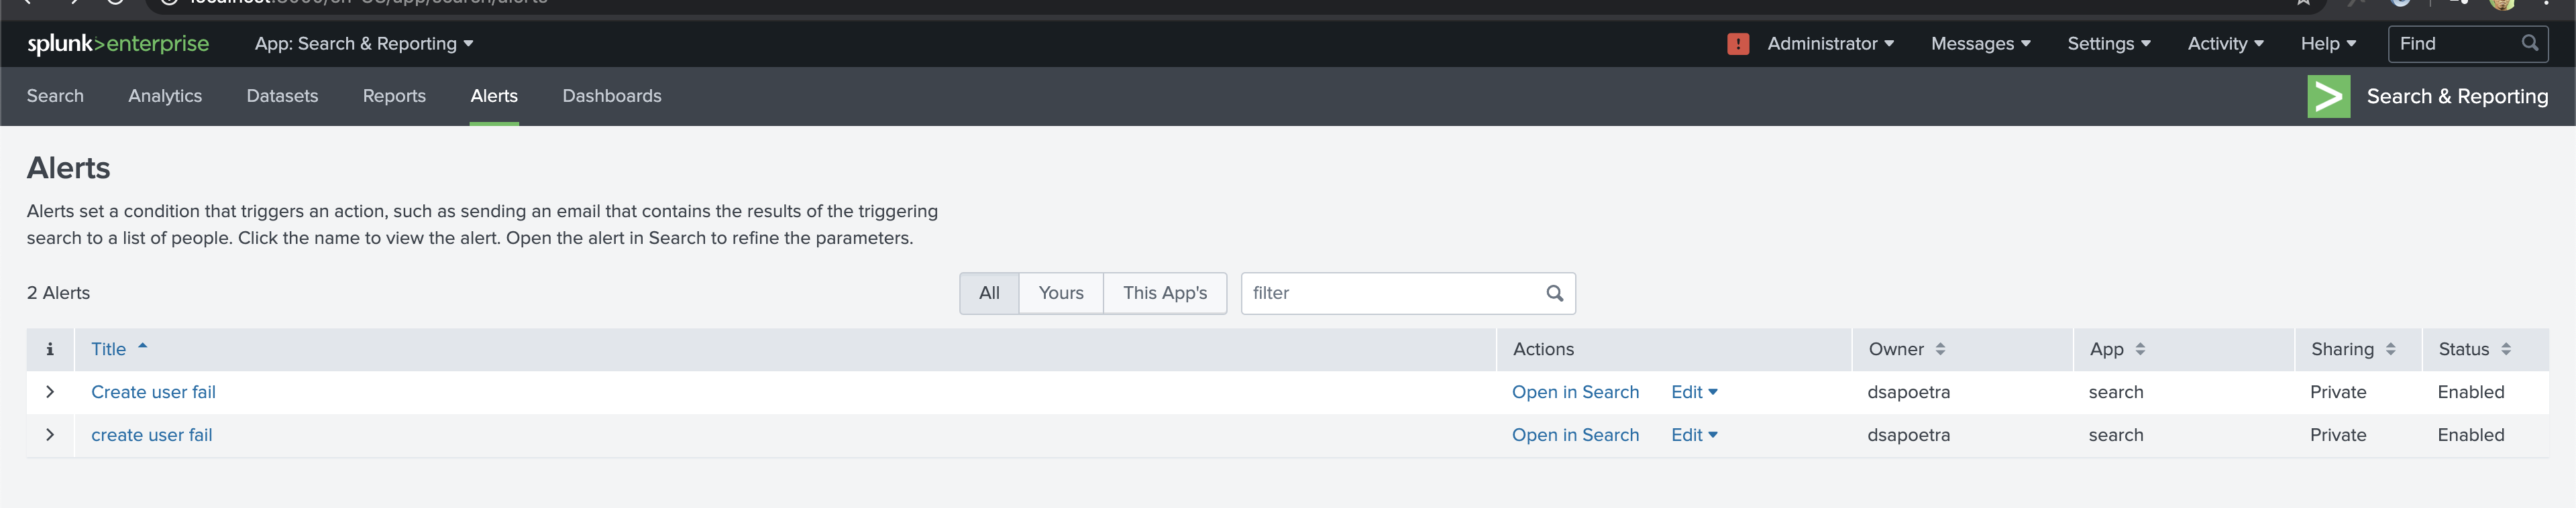 splunk>enterprise App: Search & Reporting ! Administrator Messages Settings Activity Help Find
Search Analytics Datasets Reports Alerts Dashboards Search & Reporting
Alerts
Alerts set a condition that triggers an action, such as sending an email that contains the results of the triggering
search to a list of people. Click the name to view the alert. Open the alert in Search to refine the parameters.
2 Alerts All Yours This App's filter
i Title Actions Owner App Sharing Status
Create user fail Open in Search Edit dsapoetra search Private Enabled
create user fail Open in Search Edit dsapoetra search Private Enabled